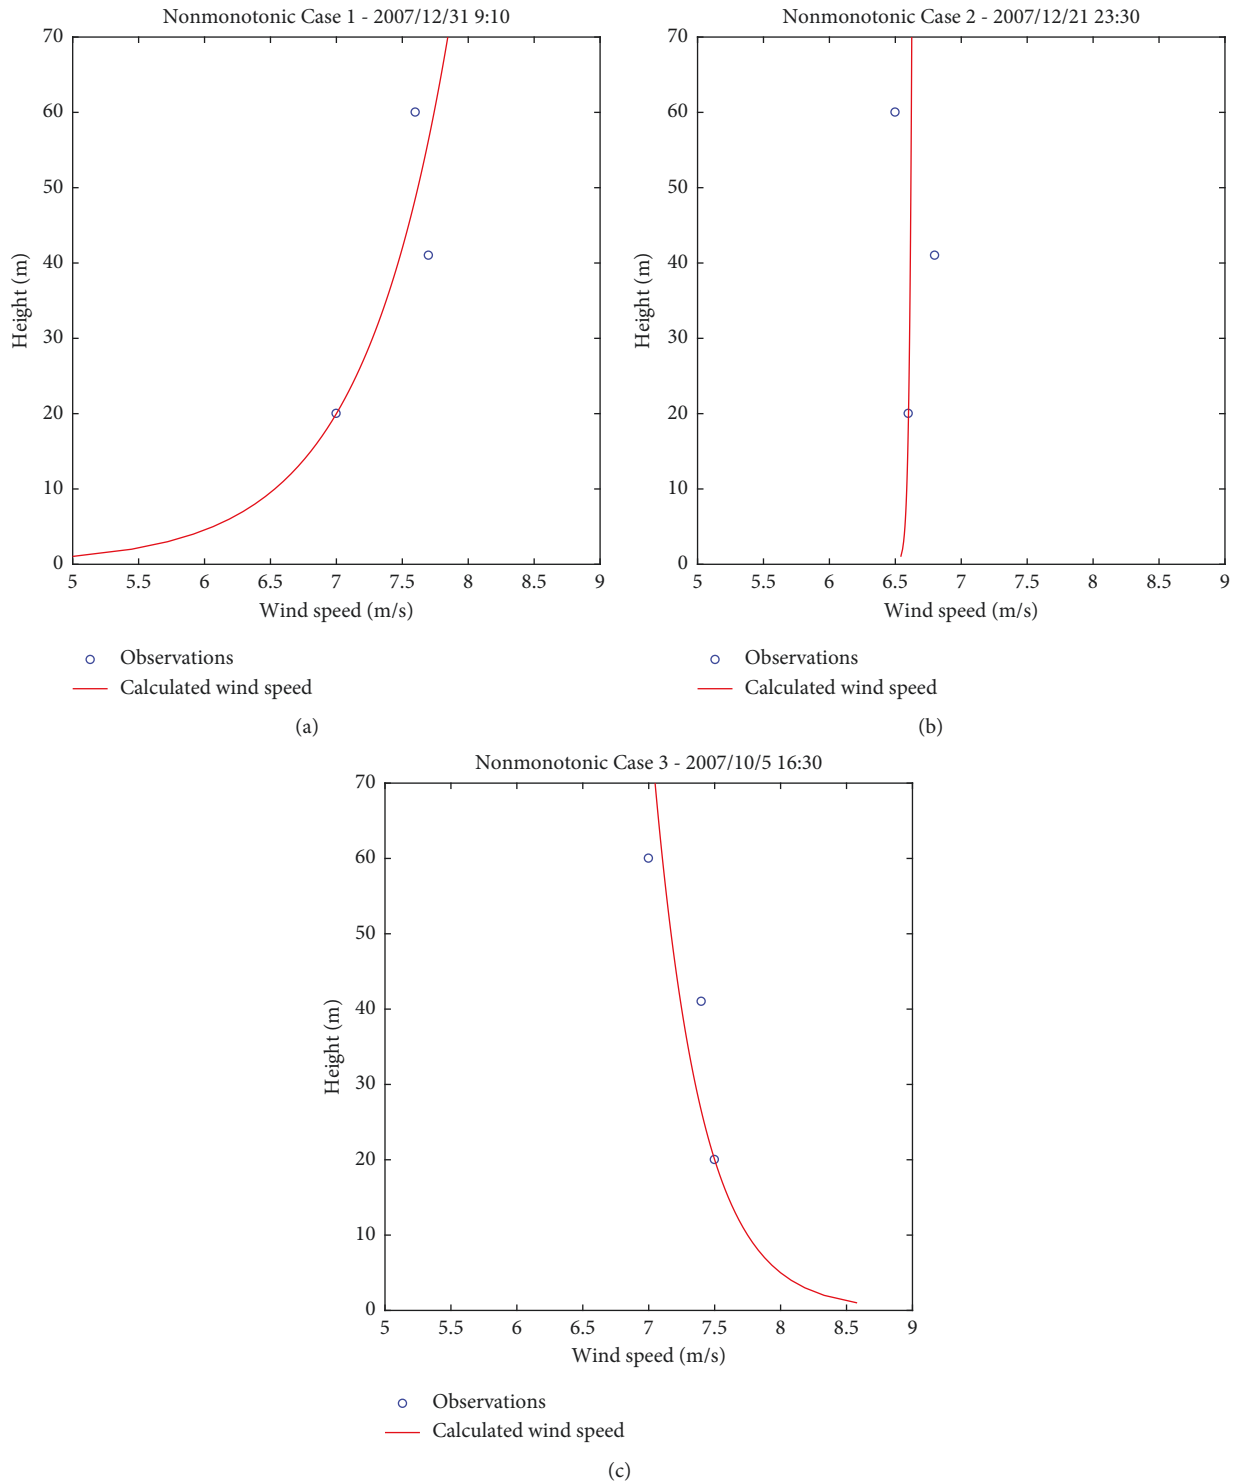 Nonmonotonic Case 1 - 2007/12/31 9:10
70
60
50
40
30
20
10
0
Height (m)
5 5.5 6 6.5 7 7.5 8 8.5 9
Wind speed (m/s)
Observations
Calculated wind speed
(a)
Nonmonotonic Case 2 - 2007/12/21 23:30
70
60
50
40
30
20
10
0
Height (m)
5 5.5 6 6.5 7 7.5 8 8.5 9
Wind speed (m/s)
Observations
Calculated wind speed
(b)
Nonmonotonic Case 3 - 2007/10/5 16:30
70
60
50
40
30
20
10
0
Height (m)
5 5.5 6 6.5 7 7.5 8 8.5 9
Wind speed (m/s)
Observations
Calculated wind speed
(c)